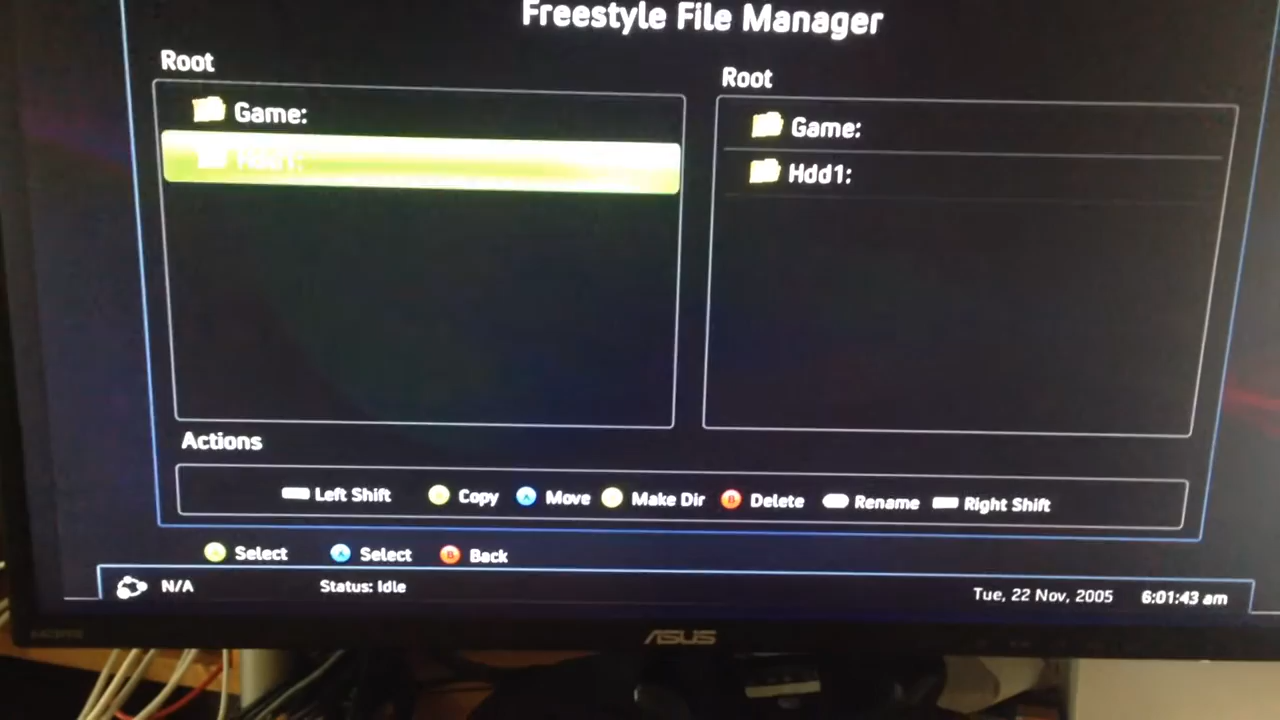 Freestyle File Manager
Root
Game:
Hdd1:
Root
Game:
Hdd1:
Actions
Left Shift Copy Move Make Dir Delete Rename Right Shift
Select Select Back
N/A Status: Idle Tue, 22 Nov, 2005 6:01:43 am
ASUS